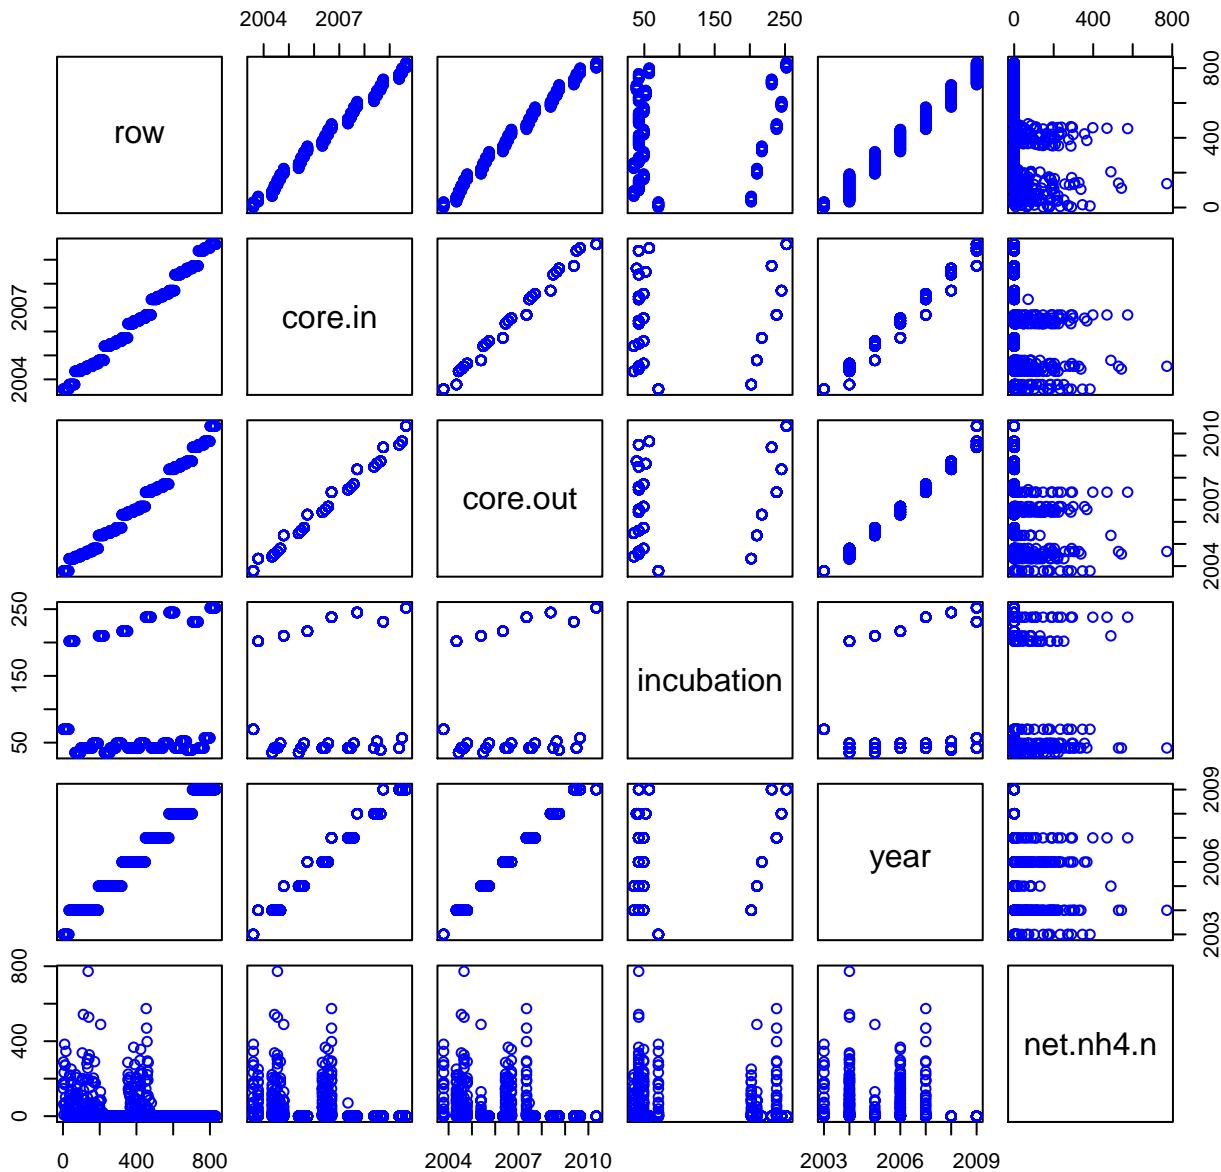 2004 2007 50 150 250 0 400 800
row 0 400 800
2004 2007 core.in
core.out 2004 2007 2010
50 150 250 incubation
year 2003 2006 2009
0 400 800 net.nh4.n
0 400 800 2004 2007 2010 2003 2006 2009